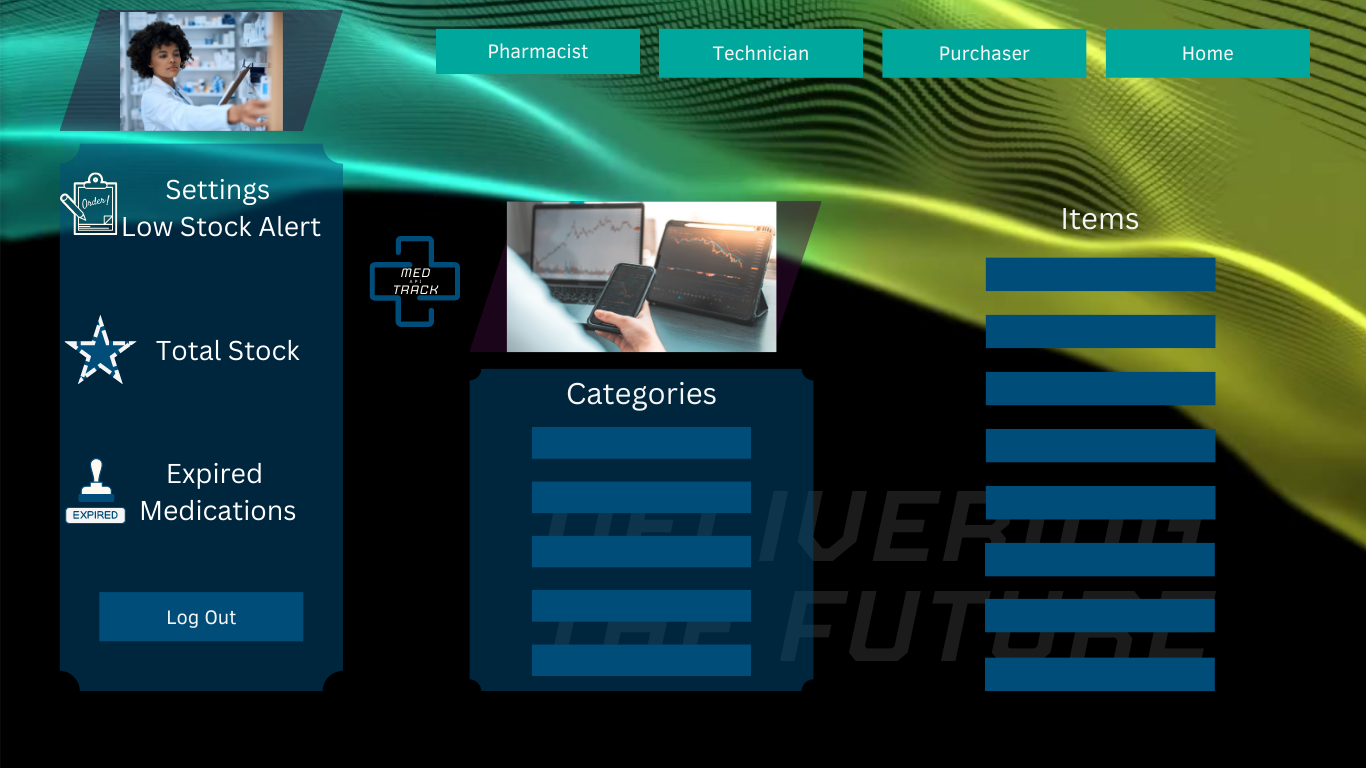 Pharmacist
Technician
Purchaser
Home
Order!
Settings
Low Stock Alert
Total Stock
EXPIRED
Expired
Medications
Log Out
MED
API
TRACK
Categories
Items
DELIVERING
THE FUTURE